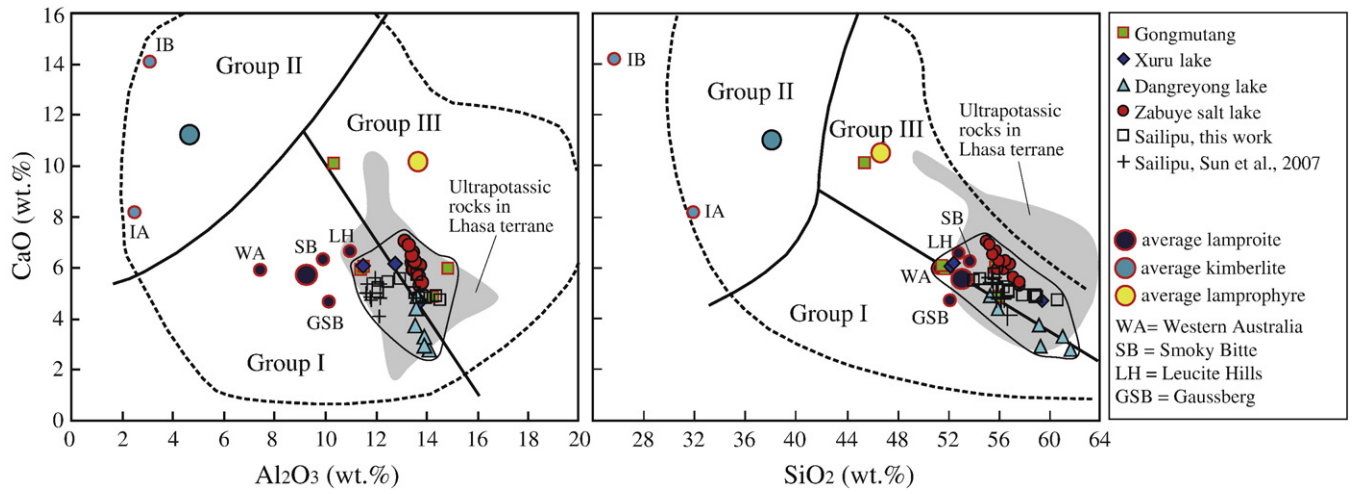 16
14
12
10
8
6
4
2
0
CaO (wt.%)
0
2
4
6
8
10
12
14
16
18
20
Al2O3 (wt.%)
IB
Group II
Group III
IA
WA
SB
LH
GSB
Group I
Ultrapotassic
rocks in
Lhasa terrane
28
32
36
40
44
48
52
56
60
64
SiO2 (wt.%)
IB
Group II
Group III
Ultrapotassic
rocks in
Lhasa terrane
IA
SB
LH
WA
GSB
Group I
Gongmutang
Xuru lake
Dangreyong lake
Zabuye salt lake
Sailipu, this work
Sailipu, Sun et al., 2007
average lamproite
average kimberlite
average lamprophyre
WA= Western Australia
SB = Smoky Bitte
LH = Leucite Hills
GSB = Gaussberg